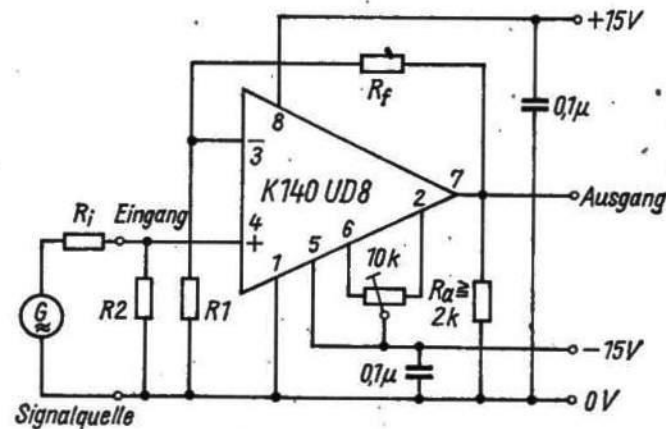 +15V
R_f
0,1µ
8
3
K140 UD8
7
Ausgang
R_i
Eingang
4
2
6
5
10k
1
R_a ≧
2k
G
R2
R1
−15V
0,1µ
0V
Signalquelle